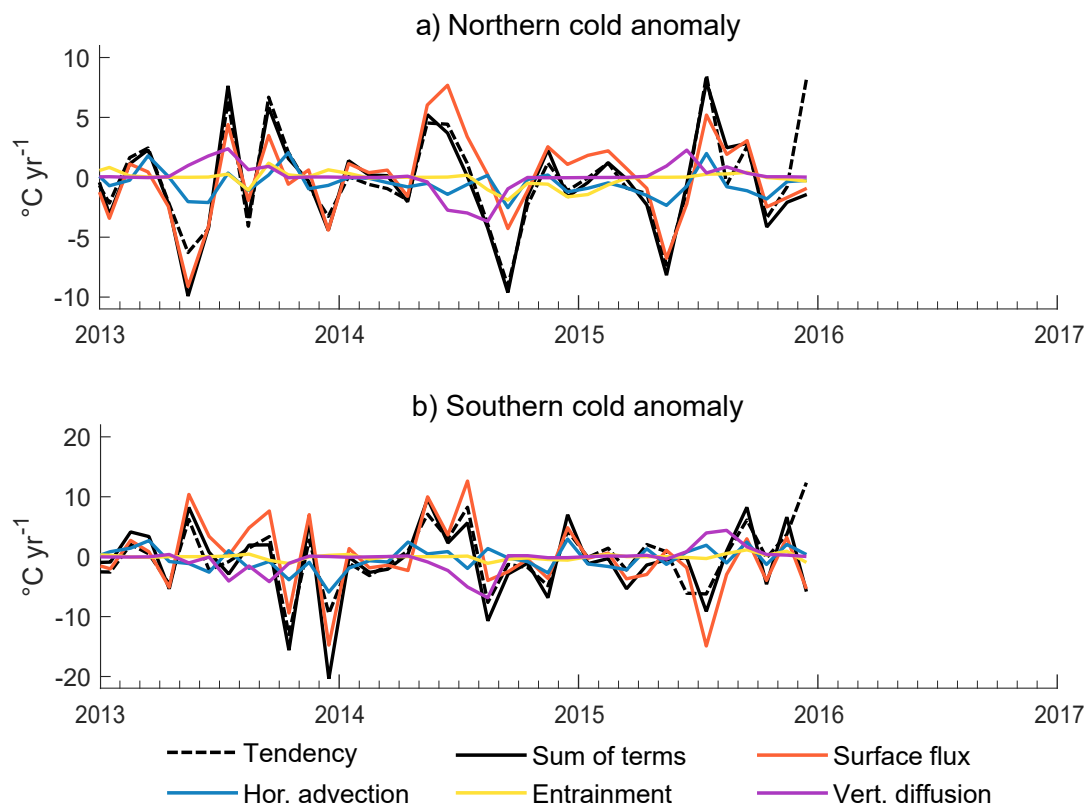 a) Northern cold anomaly
°C yr-1
10
5
0
-5
-10
2013 2014 2015 2016 2017
b) Southern cold anomaly
°C yr-1
20
10
0
-10
-20
2013 2014 2015 2016 2017
Tendency Sum of terms Surface flux
Hor. advection Entrainment Vert. diffusion